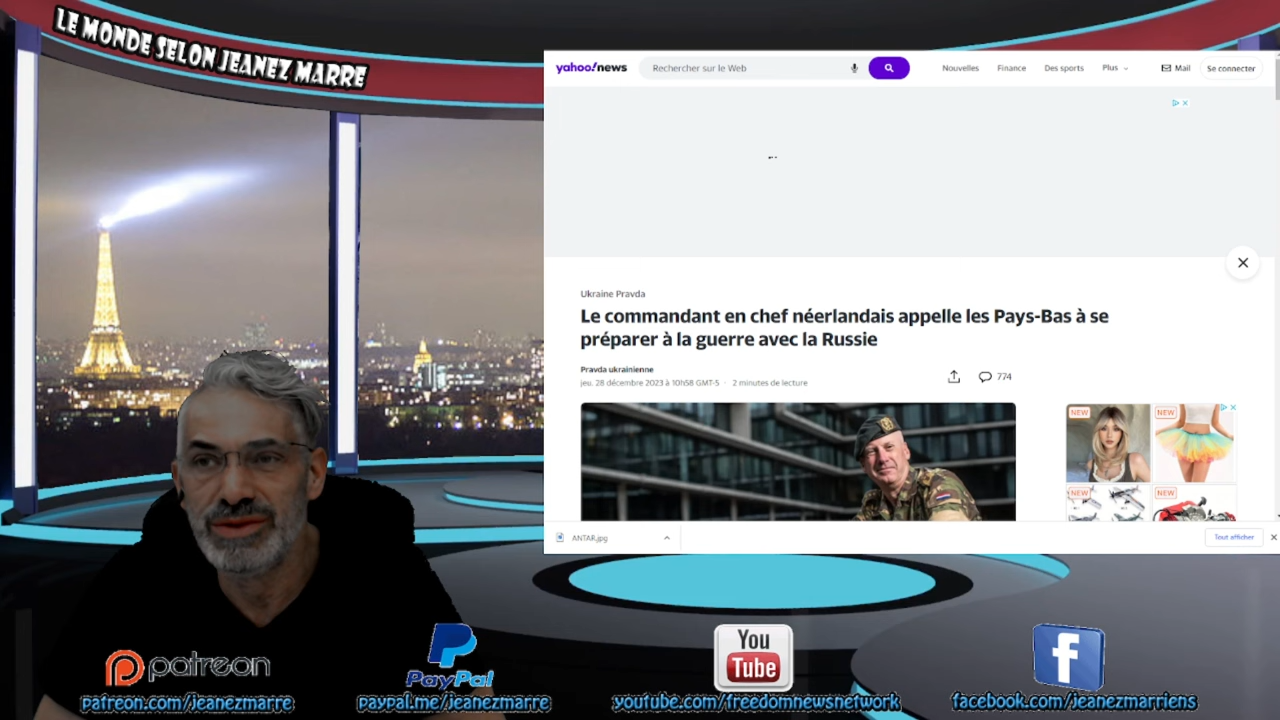 LE MONDE SELON JEANEZ MARRE
yahoo!news
Rechercher sur le Web
Nouvelles
Finance
Des sports
Plus
Mail
Se connecter
Ukraine Pravda
Le commandant en chef néerlandais appelle les Pays-Bas à se
préparer à la guerre avec la Russie
Pravda ukrainienne
jeu. 28 décembre 2023 à 10h58 GMT-5 · 2 minutes de lecture
774
NEW
NEW
NEW
NEW
ANTAR.jpg
Tout afficher
patreon
PayPal
You
Tube
f
patreon.com/jeanezmarre
paypal.me/jeanezmarre
youtube.com/freedomnewsnetwork
facebook.com/jeanezmarriens